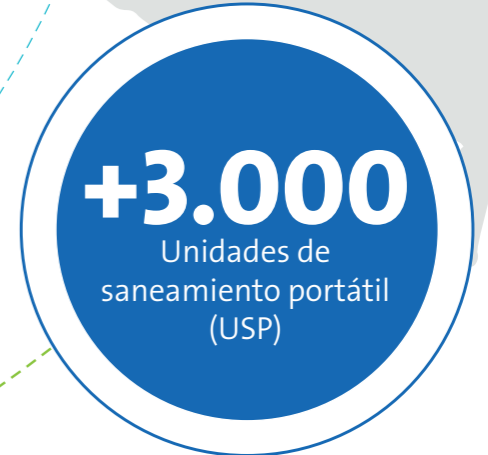 +3.000
Unidades de
saneamiento portátil
(USP)